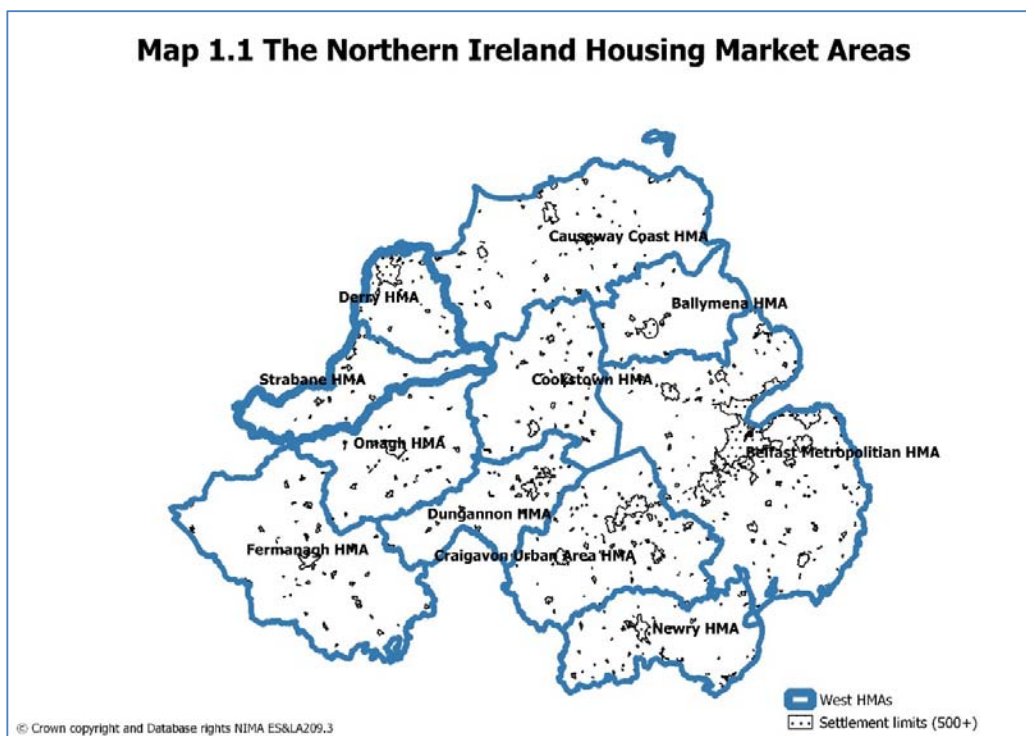 Map 1.1 The Northern Ireland Housing Market Areas
Causeway Coast HMA
Derry HMA
Ballymena HMA
Strabane HMA
Cookstown HMA
Omagh HMA
Belfast Metropolitian HMA
Dungannon HMA
Fermanagh HMA
Craigavon Urban Area HMA
Newry HMA
West HMAs
Settlement limits (500+)
© Crown copyright and Database rights NIMA ES&LA209.3